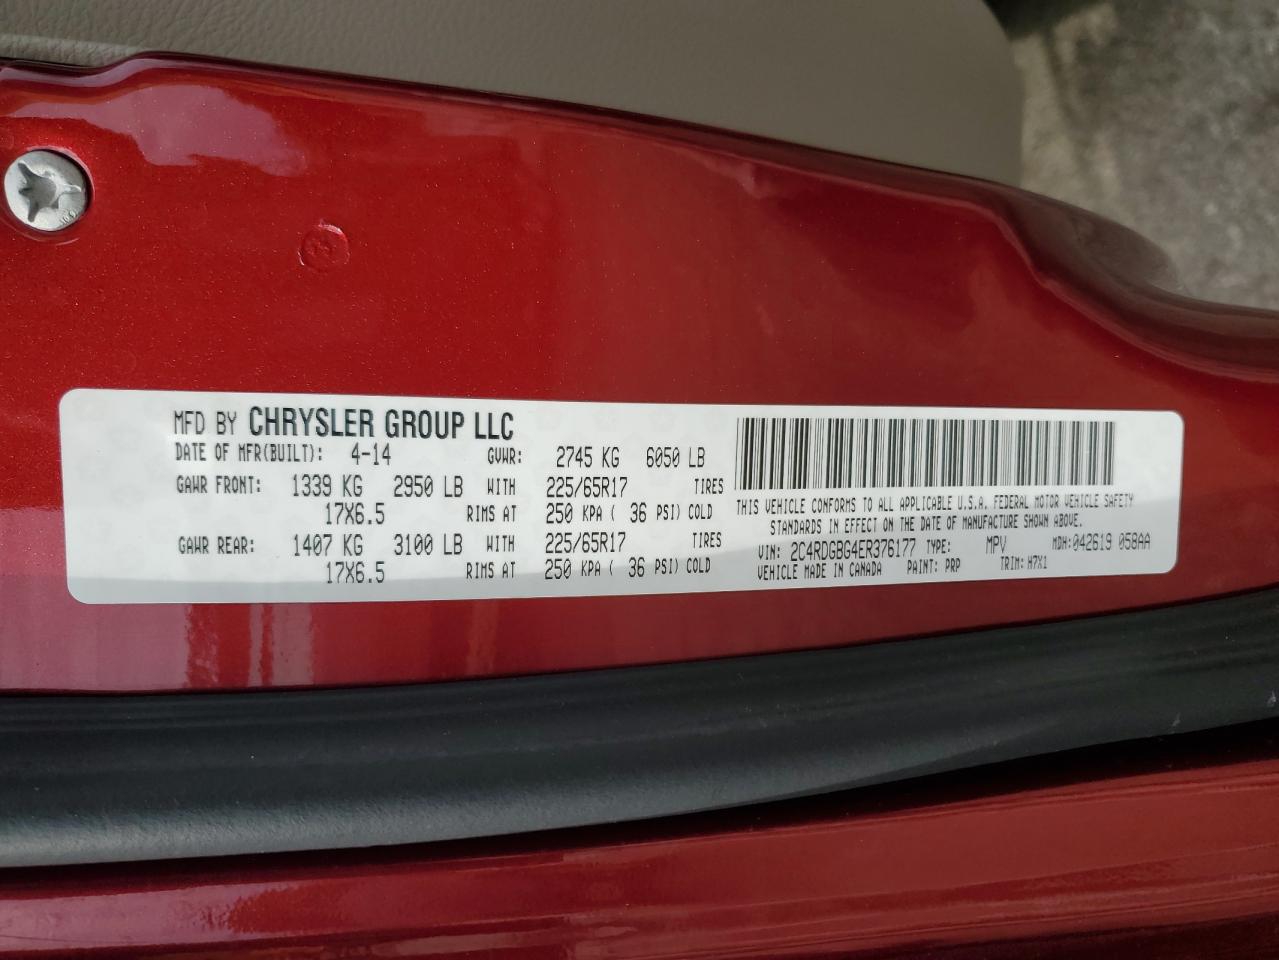 MFD BY CHRYSLER GROUP LLC
DATE OF MFR(BUILT): 4-14 GVWR: 2745 KG 6050 LB
GAWR FRONT: 1339 KG 2950 LB WITH 225/65R17 TIRES
17X6.5 RIMS AT 250 KPA ( 36 PSI) COLD
GAWR REAR: 1407 KG 3100 LB WITH 225/65R17 TIRES
17X6.5 RIMS AT 250 KPA ( 36 PSI) COLD
THIS VEHICLE CONFORMS TO ALL APPLICABLE U.S.A. FEDERAL MOTOR VEHICLE SAFETY
STANDARDS IN EFFECT ON THE DATE OF MANUFACTURE SHOWN ABOVE.
VIN: 2C4RDGBG4ER376177 TYPE: MPV MDH: 042619 058AA
VEHICLE MADE IN CANADA PAINT: PRP TRIM: H7X1